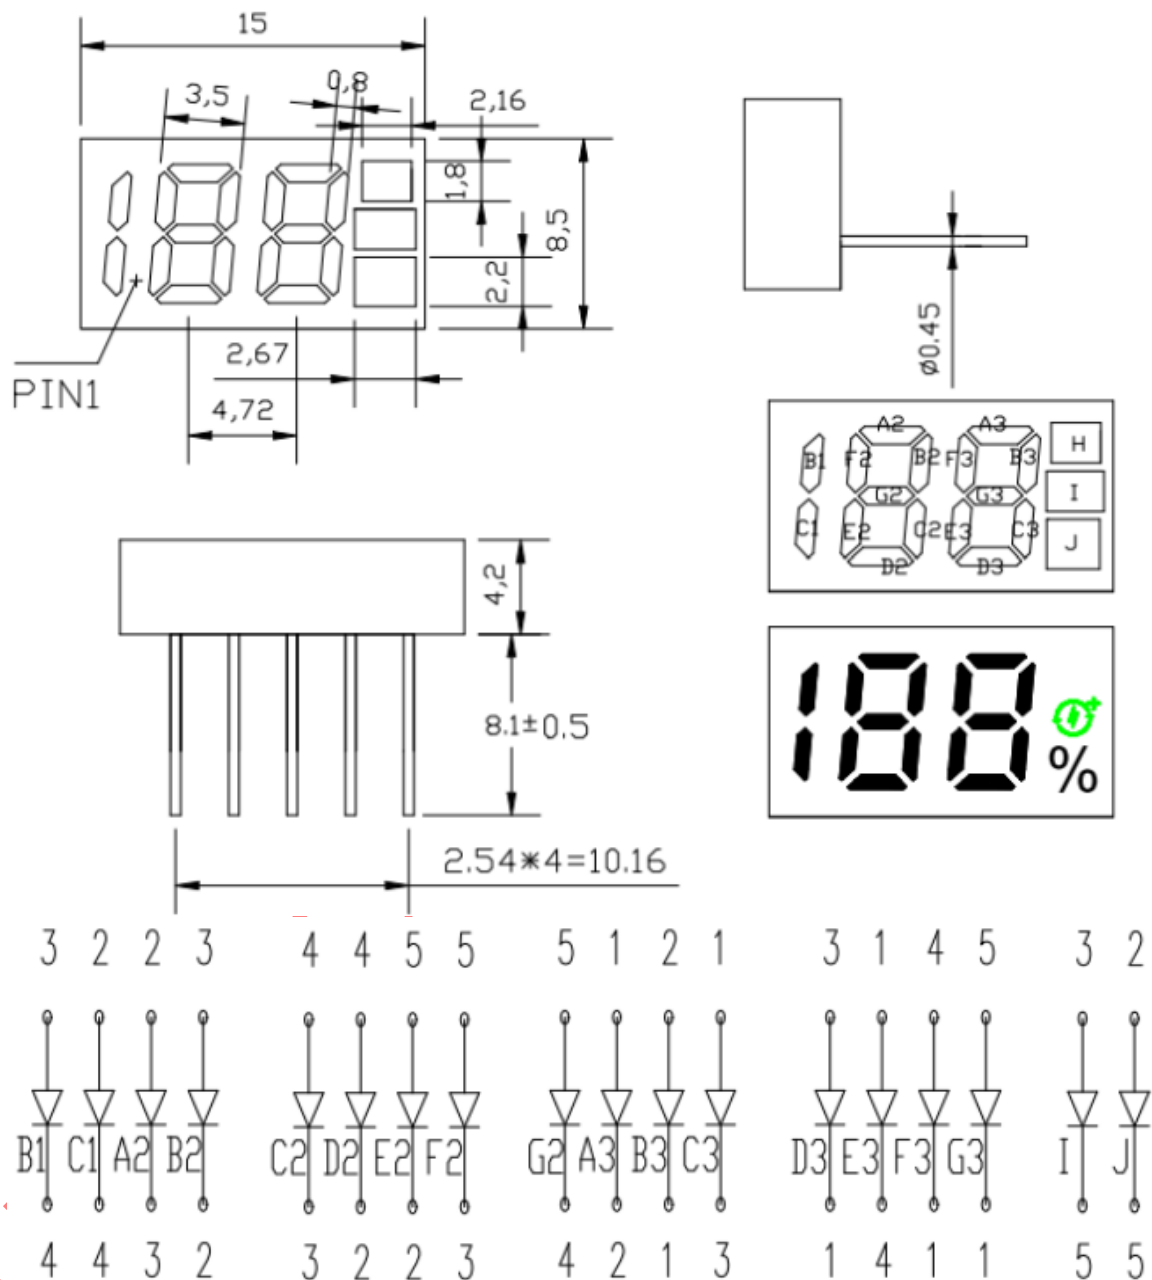 15
3,5
0,8
2,16
1,8
8,5
2,2
PIN1
2,67
4,72
ø0.45
A2 A3
B1 F2 B2 F3 B3 H
G2 G3 I
C1 E2 C2 E3 C3 J
D2 D3
4,2
8.1±0.5
188
%
2.54*4=10.16
3 2 2 3 4 4 5 5 5 1 2 1 3 1 4 5 3 2
B1 C1 A2 B2 C2 D2 E2 F2 G2 A3 B3 C3 D3 E3 F3 G3 I J
4 4 3 2 3 2 2 3 4 2 1 3 1 4 1 1 5 5